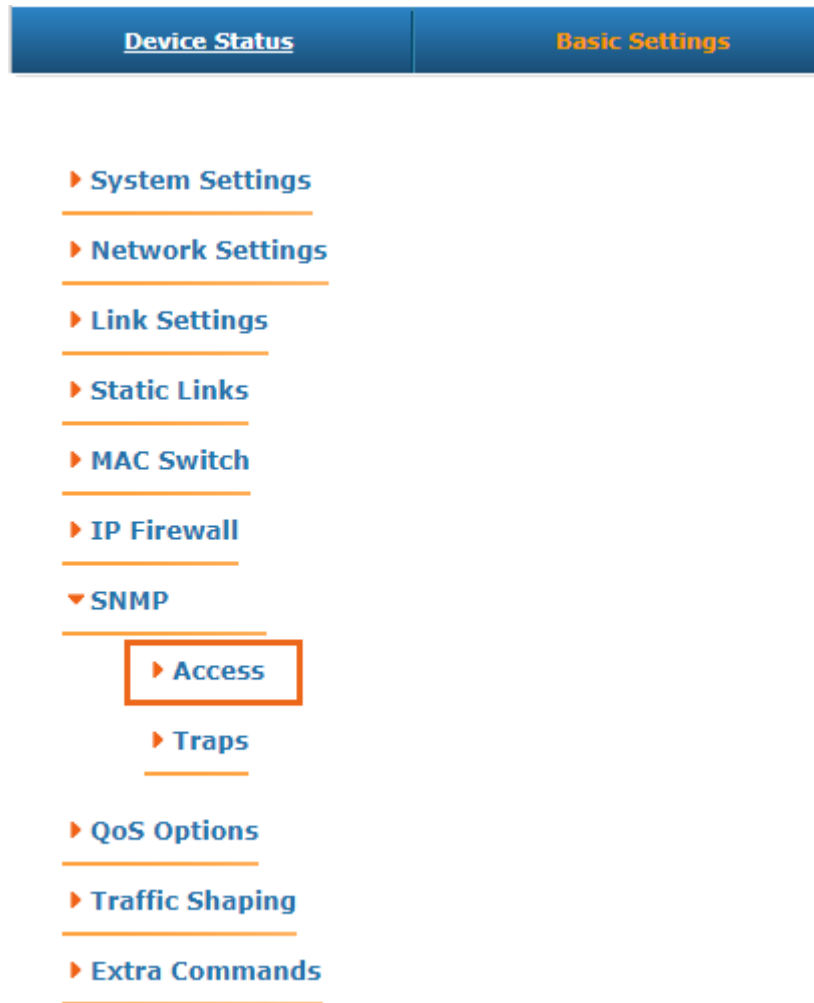 Device Status Basic Settings
System Settings
Network Settings
Link Settings
Static Links
MAC Switch
IP Firewall
SNMP
Access
Traps
QoS Options
Traffic Shaping
Extra Commands